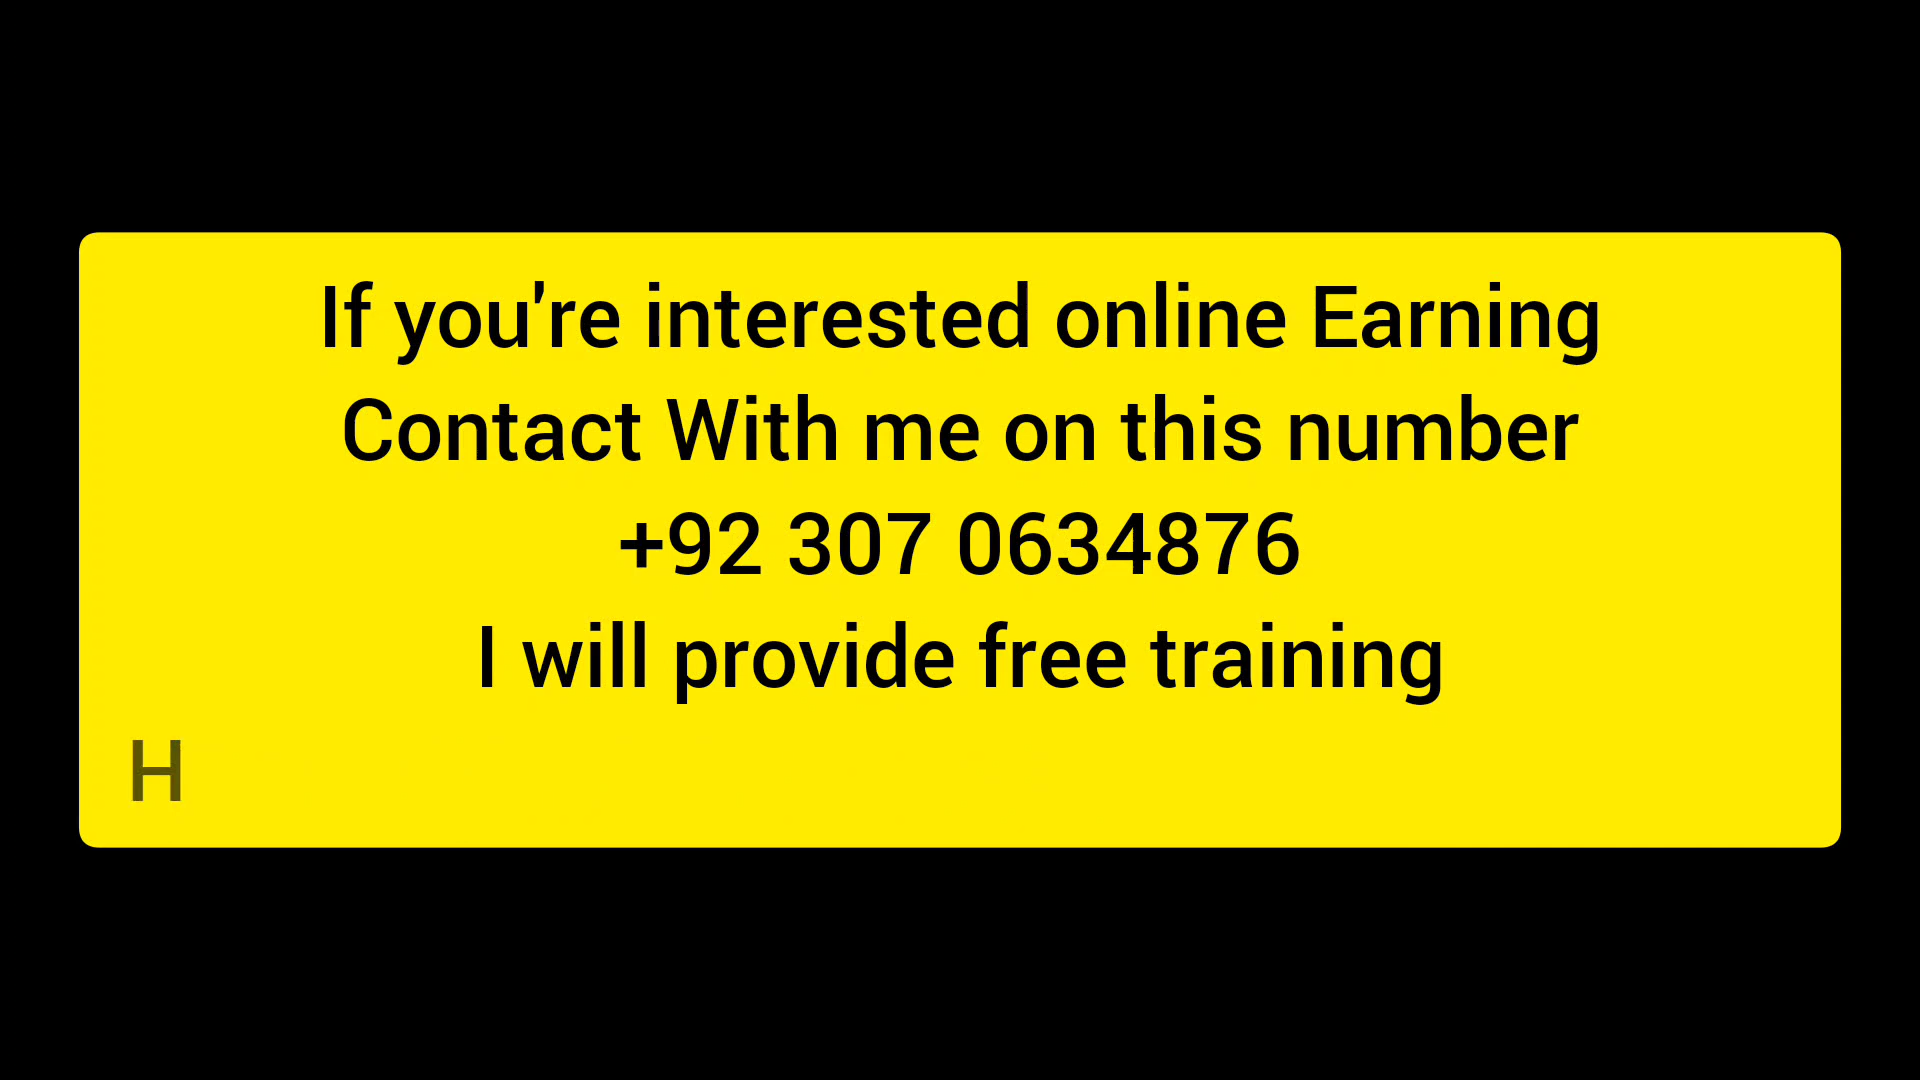 If you're interested online Earning
Contact With me on this number
+92 307 0634876
I will provide free training
H